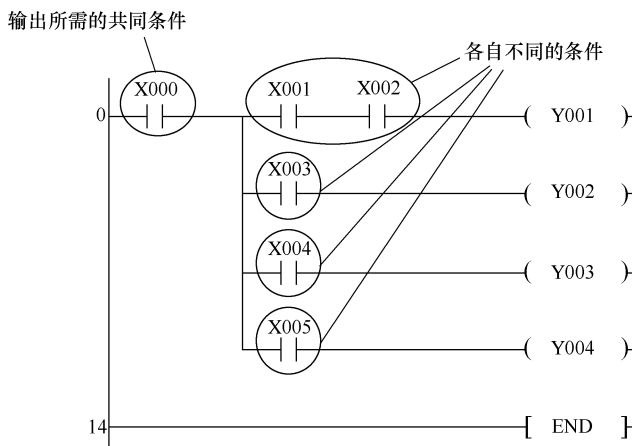 输出所需的共同条件
各自不同的条件
X000 X001 X002
0 ( Y001 )
X003
( Y002 )
X004
( Y003 )
X005
( Y004 )
14 [ END ]